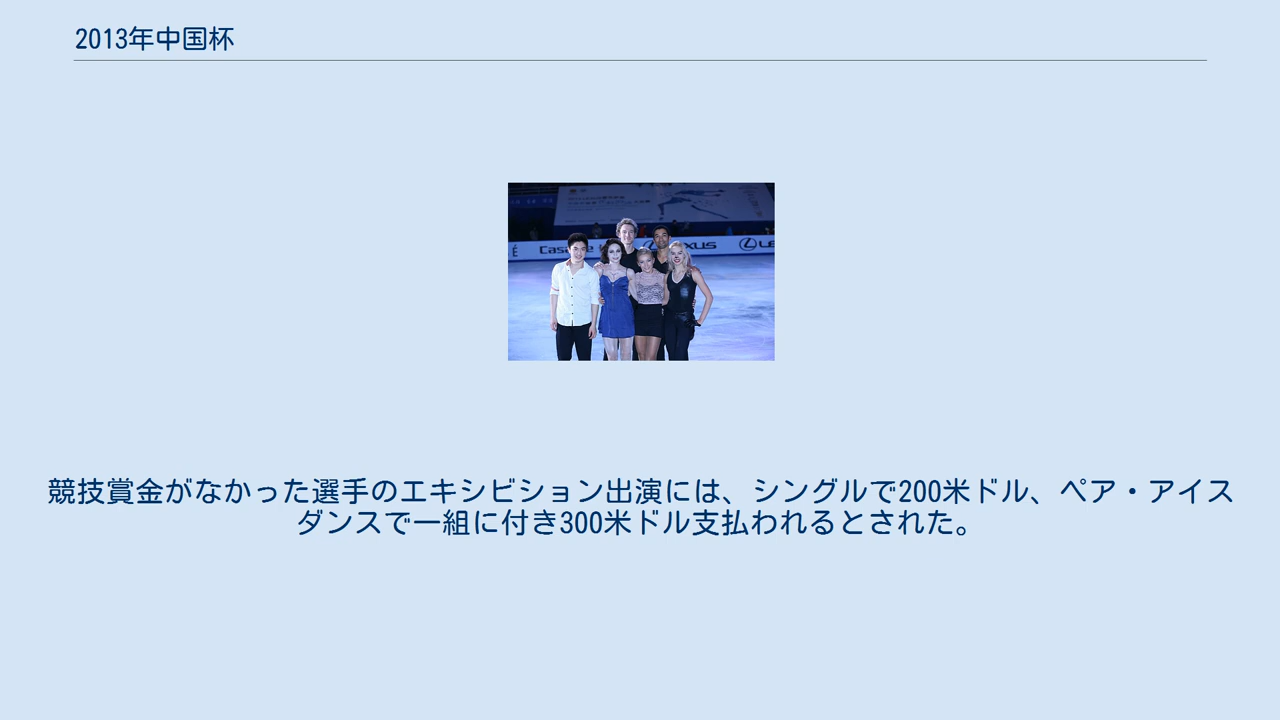 2013年中国杯
É
LEXUS
LE
競技賞金がなかった選手のエキシビション出演には、シングルで200米ドル、ペア・アイス
ダンスで一組に付き300米ドル支払われるとされた。